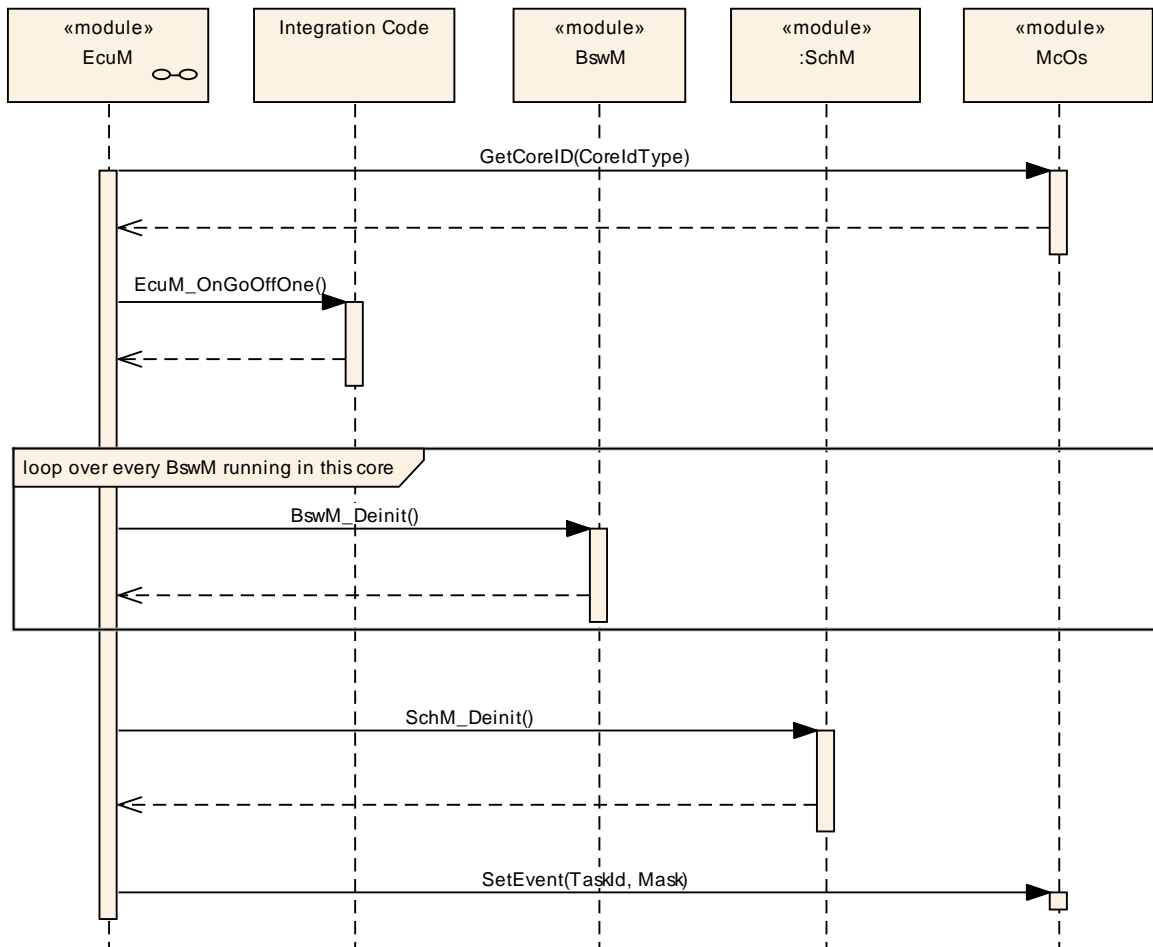 «module»
EcuM
Integration Code
«module»
BswM
«module»
:SchM
«module»
McOs
GetCoreID(CoreIdType)
EcuM_OnGoOffOne()
loop over every BswM running in this core
BswM_Deinit()
SchM_Deinit()
SetEvent(TaskId, Mask)